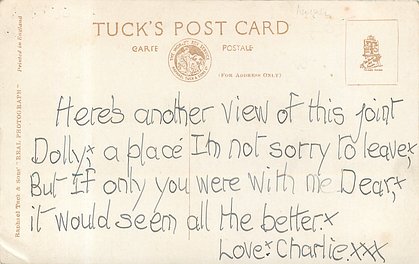 TUCK'S POST CARD
CARTE POSTALE
(FOR ADDRESS ONLY)
Raphael Tuck & Sons' "REAL PHOTOGRAPH"
Printed in England
Here's another view of this joint
Dolly,x a place I'm not sorry to leave,x
But If only you were with me Dear,x
it would seem all the better.x
Love.x Charlie.xxx